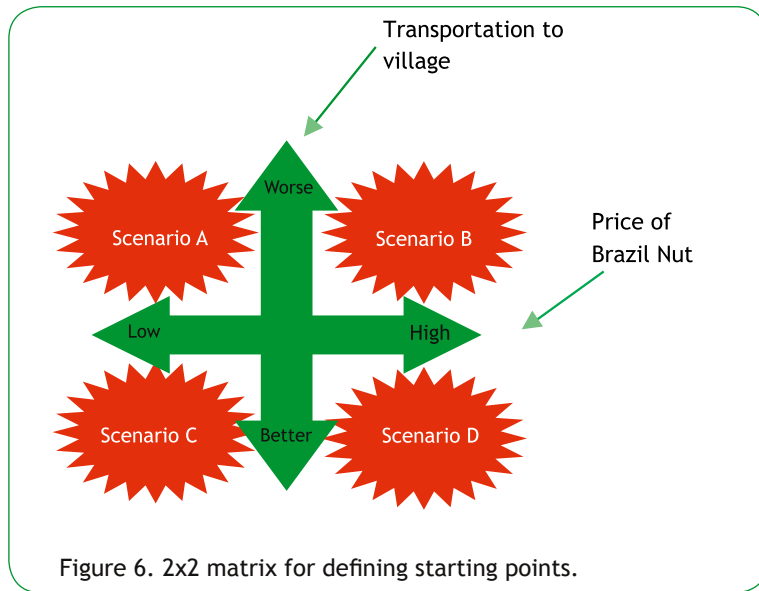 Transportation to
village
Worse
Scenario A
Scenario B
Price of
Brazil Nut
Low
High
Scenario C
Better
Scenario D
Figure 6. 2x2 matrix for defining starting points.